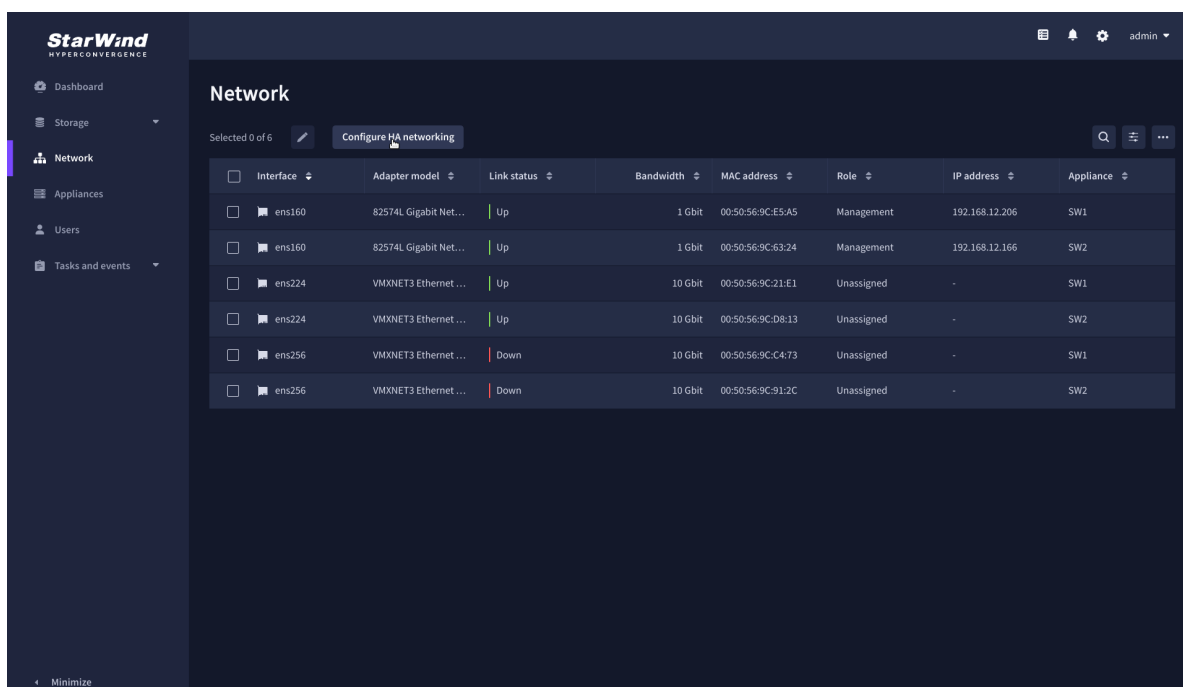 StarWind
HYPERCONVERGENCE
admin
Dashboard
Storage
Network
Appliances
Users
Tasks and events
Minimize
Network
Selected 0 of 6
Configure HA networking
Interface Adapter model Link status Bandwidth MAC address Role IP address Appliance
ens160 82574L Gigabit Net... Up 1 Gbit 00:50:56:9C:E5:A5 Management 192.168.12.206 SW1
ens160 82574L Gigabit Net... Up 1 Gbit 00:50:56:9C:63:24 Management 192.168.12.166 SW2
ens224 VMXNET3 Ethernet ... Up 10 Gbit 00:50:56:9C:21:E1 Unassigned - SW1
ens224 VMXNET3 Ethernet ... Up 10 Gbit 00:50:56:9C:D8:13 Unassigned - SW2
ens256 VMXNET3 Ethernet ... Down 10 Gbit 00:50:56:9C:C4:73 Unassigned - SW1
ens256 VMXNET3 Ethernet ... Down 10 Gbit 00:50:56:9C:91:2C Unassigned - SW2